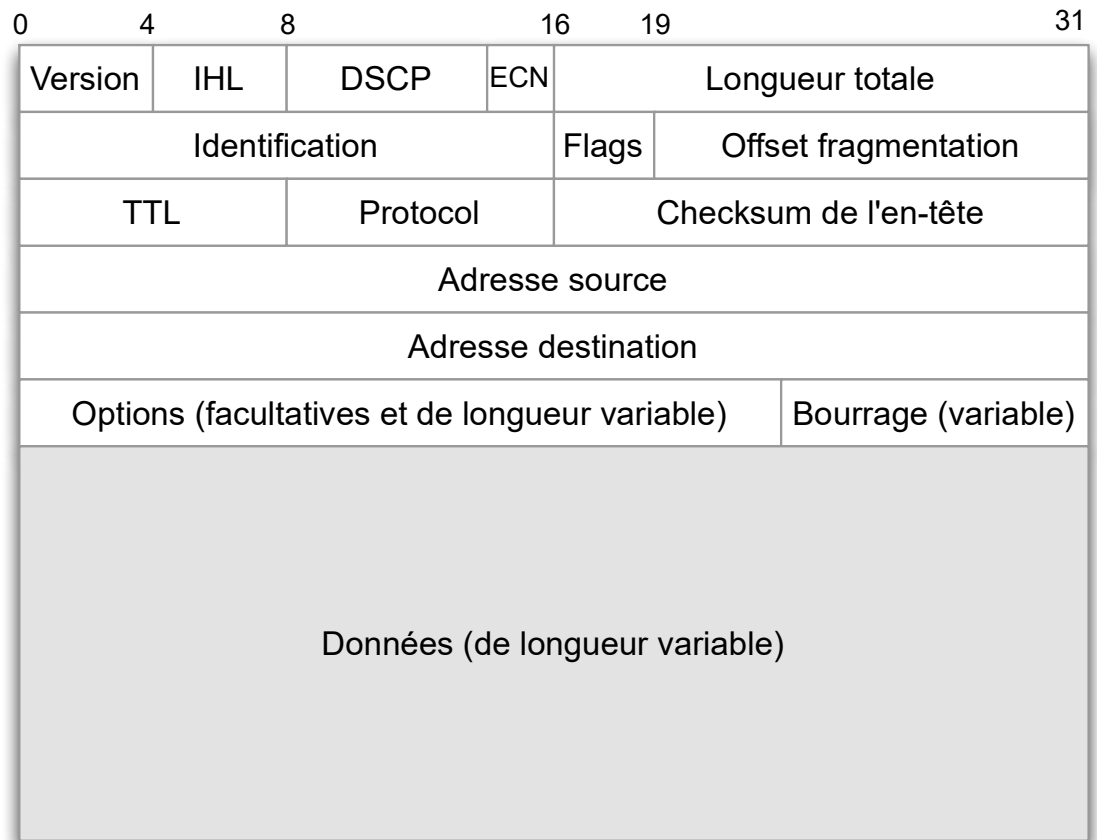 0 4 8 16 19 31
Version IHL DSCP ECN Longueur totale
Identification Flags Offset fragmentation
TTL Protocol Checksum de l'en-tête
Adresse source
Adresse destination
Options (facultatives et de longueur variable) Bourrage (variable)
Données (de longueur variable)